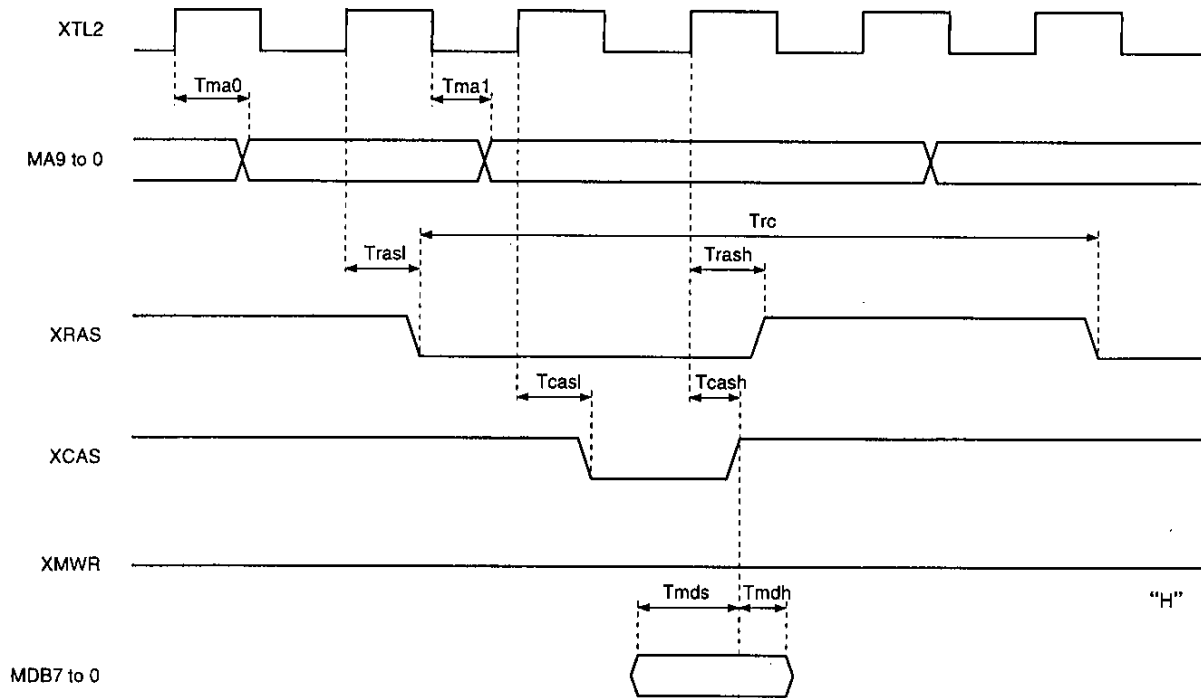 XTL2
Tma0
Tma1
MA9 to 0
Trc
Trasl
Trash
XRAS
Tcasl
Tcash
XCAS
XMWR
"H"
Tmds
Tmdh
MDB7 to 0